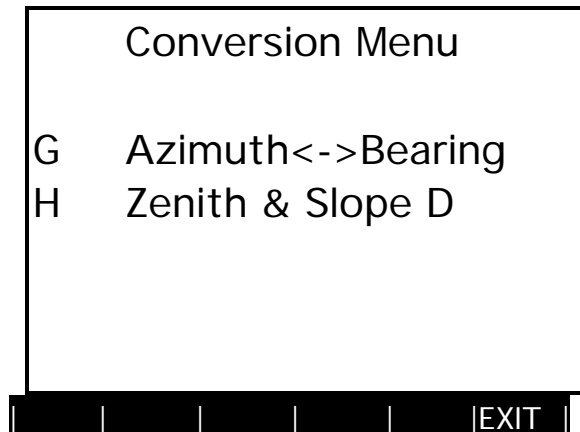 Conversion Menu
G Azimuth<->Bearing
H Zenith & Slope D
| | | | | |EXIT |